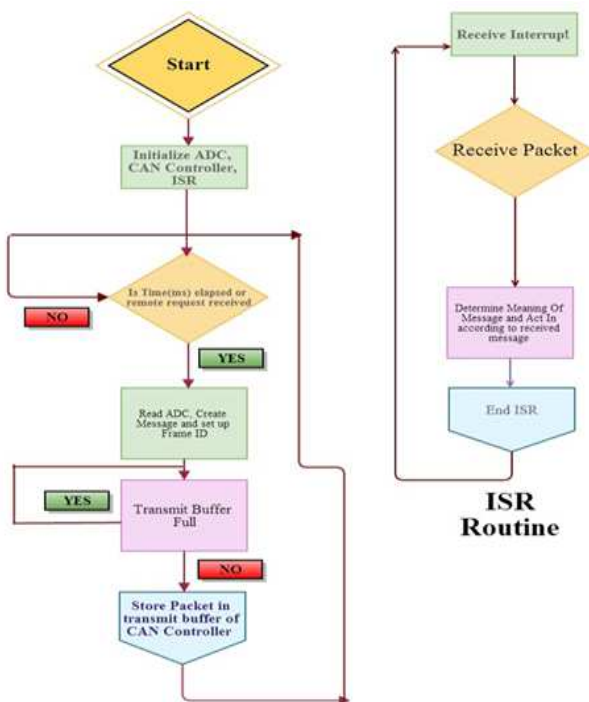 Start
Initialize ADC,
CAN Controller,
ISR
Is Time(ms) elapsed or
remote request received
NO
YES
Read ADC, Create
Message and set up
Frame ID
YES
Transmit Buffer
Full
NO
Store Packet in
transmit buffer of
CAN Controller
Receive Interrup!
Receive Packet
Determine Meaning Of
Message and Act In
according to received
message
End ISR
ISR
Routine